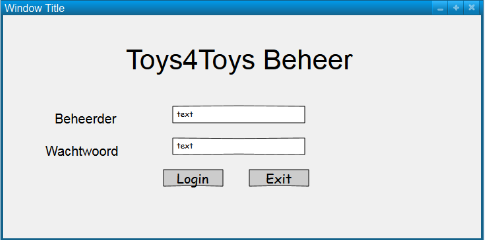 Window Title
Toys4Toys Beheer
Beheerder text
Wachtwoord text
Login Exit